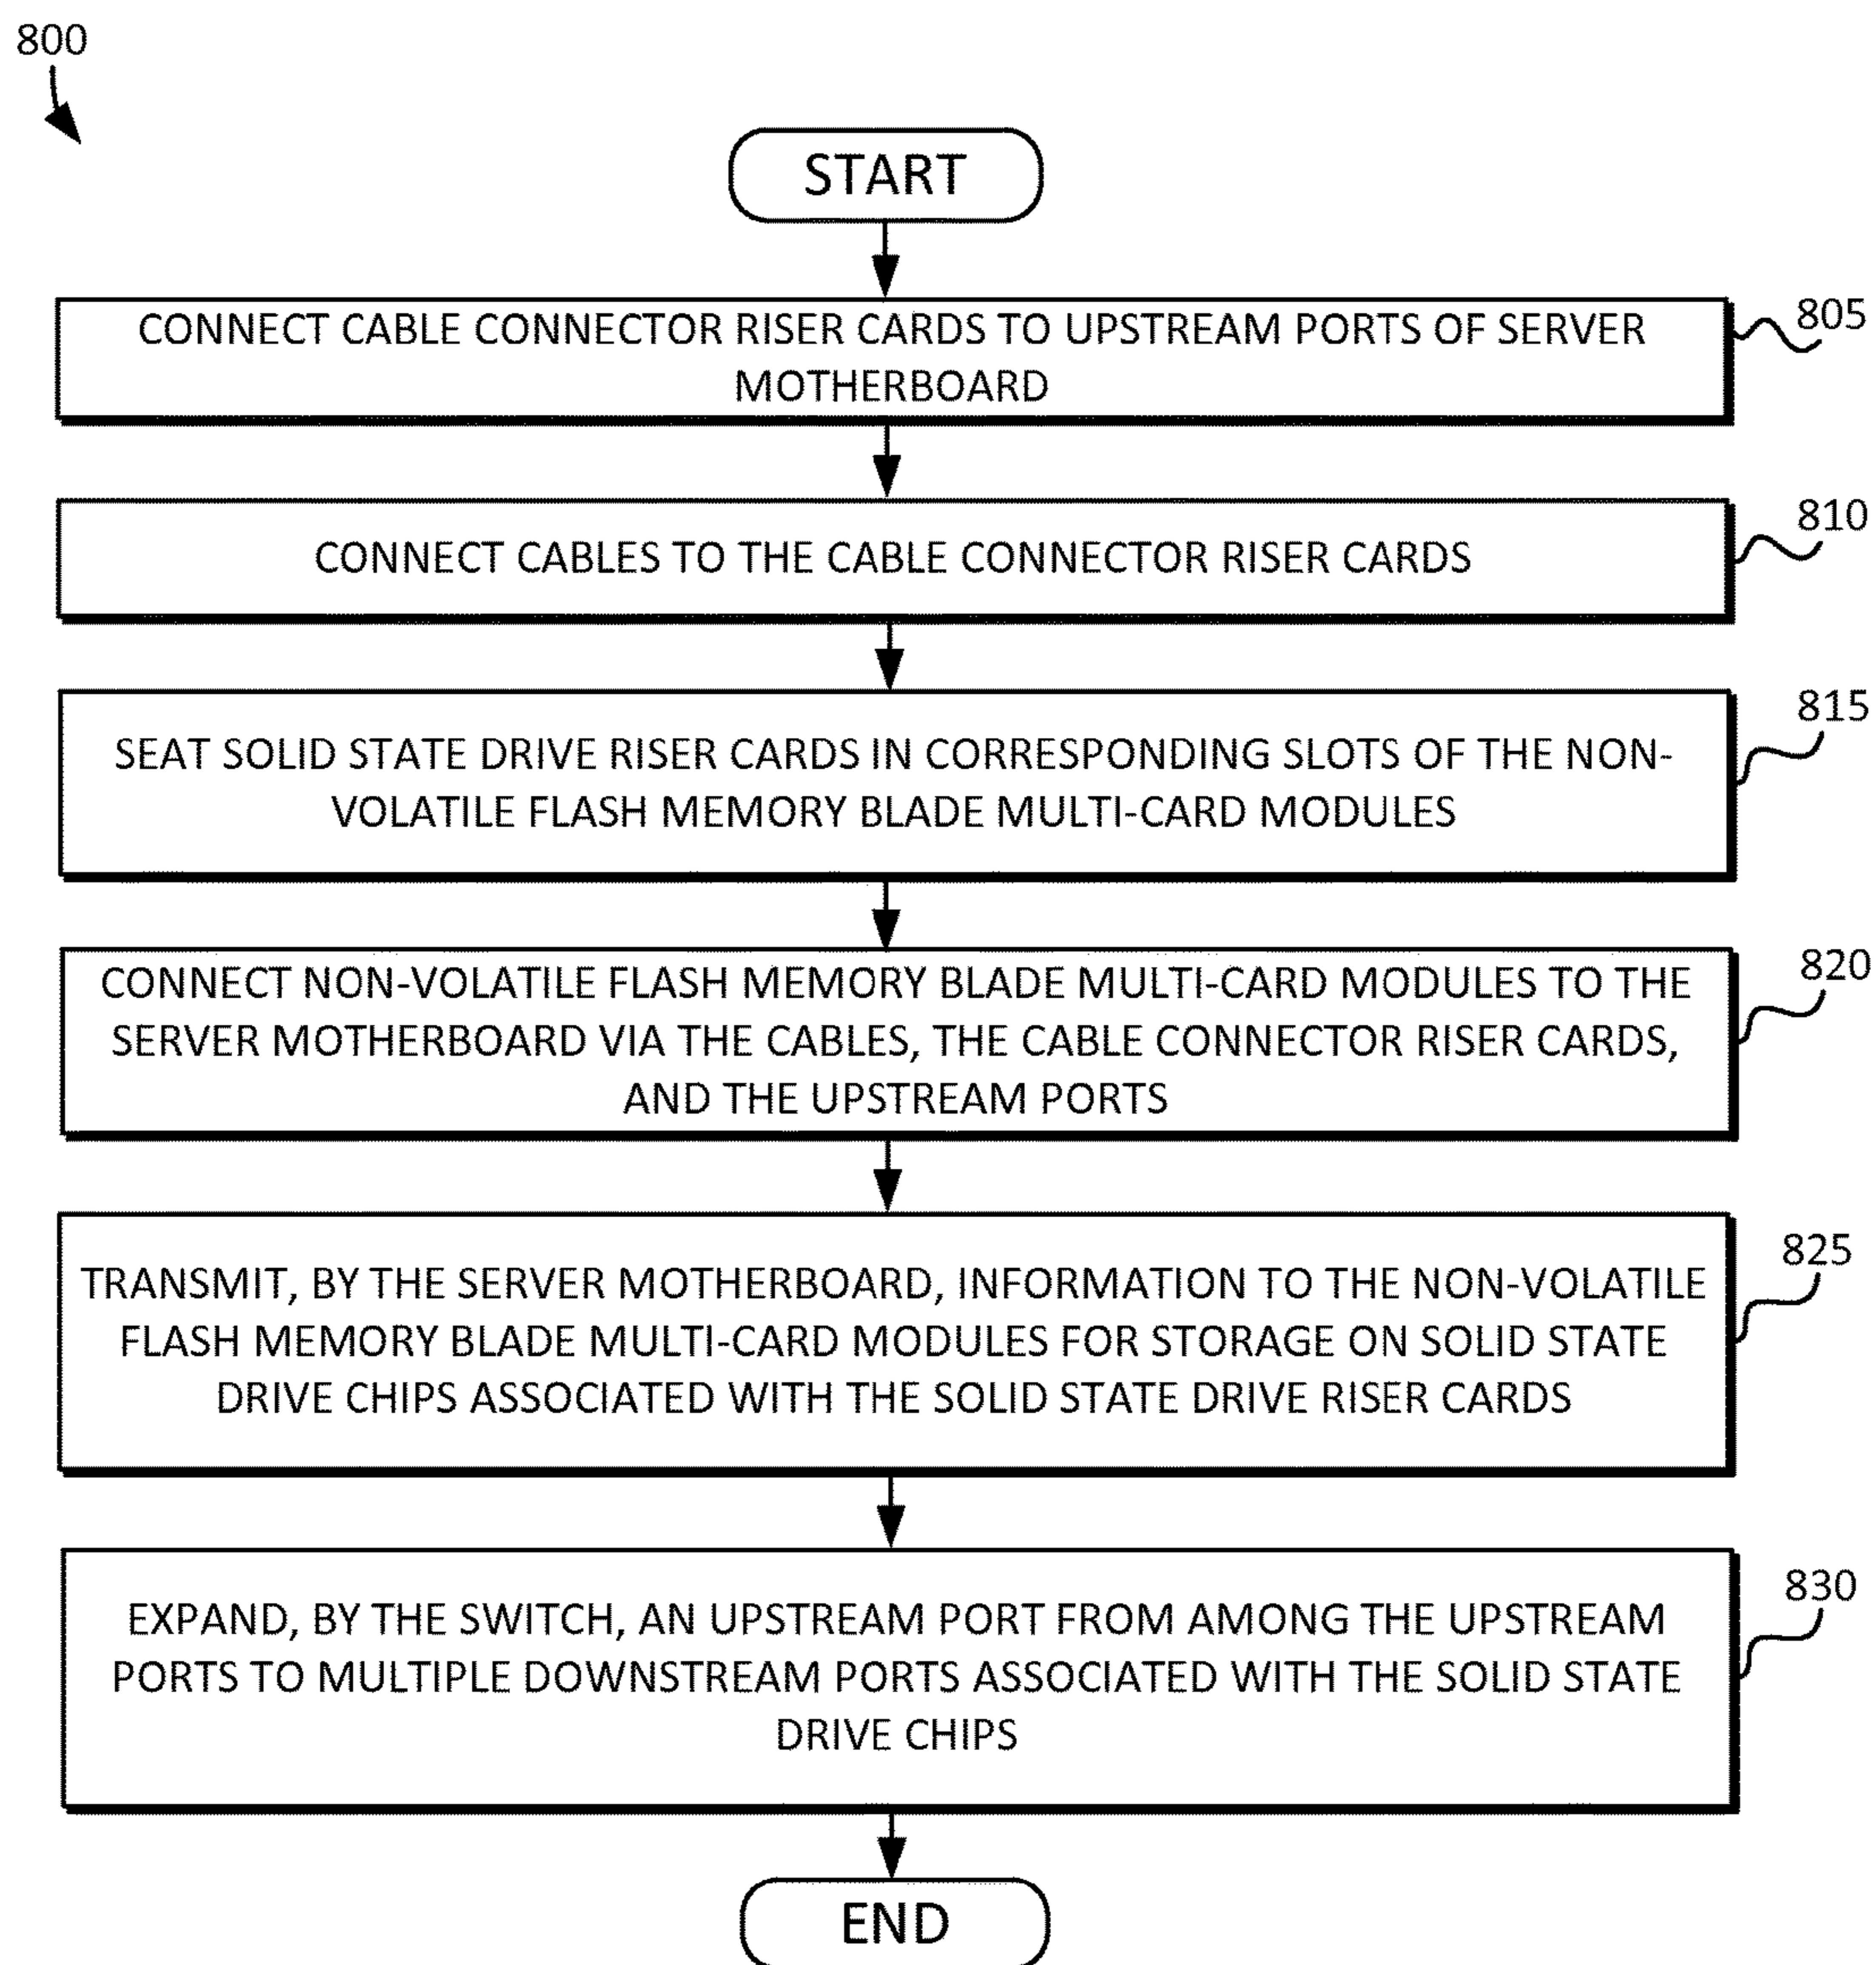 800
START
CONNECT CABLE CONNECTOR RISER CARDS TO UPSTREAM PORTS OF SERVER
MOTHERBOARD
805
CONNECT CABLES TO THE CABLE CONNECTOR RISER CARDS
810
SEAT SOLID STATE DRIVE RISER CARDS IN CORRESPONDING SLOTS OF THE NON-
VOLATILE FLASH MEMORY BLADE MULTI-CARD MODULES
815
CONNECT NON-VOLATILE FLASH MEMORY BLADE MULTI-CARD MODULES TO THE
SERVER MOTHERBOARD VIA THE CABLES, THE CABLE CONNECTOR RISER CARDS,
AND THE UPSTREAM PORTS
820
TRANSMIT, BY THE SERVER MOTHERBOARD, INFORMATION TO THE NON-VOLATILE
FLASH MEMORY BLADE MULTI-CARD MODULES FOR STORAGE ON SOLID STATE
DRIVE CHIPS ASSOCIATED WITH THE SOLID STATE DRIVE RISER CARDS
825
EXPAND, BY THE SWITCH, AN UPSTREAM PORT FROM AMONG THE UPSTREAM
PORTS TO MULTIPLE DOWNSTREAM PORTS ASSOCIATED WITH THE SOLID STATE
DRIVE CHIPS
830
END